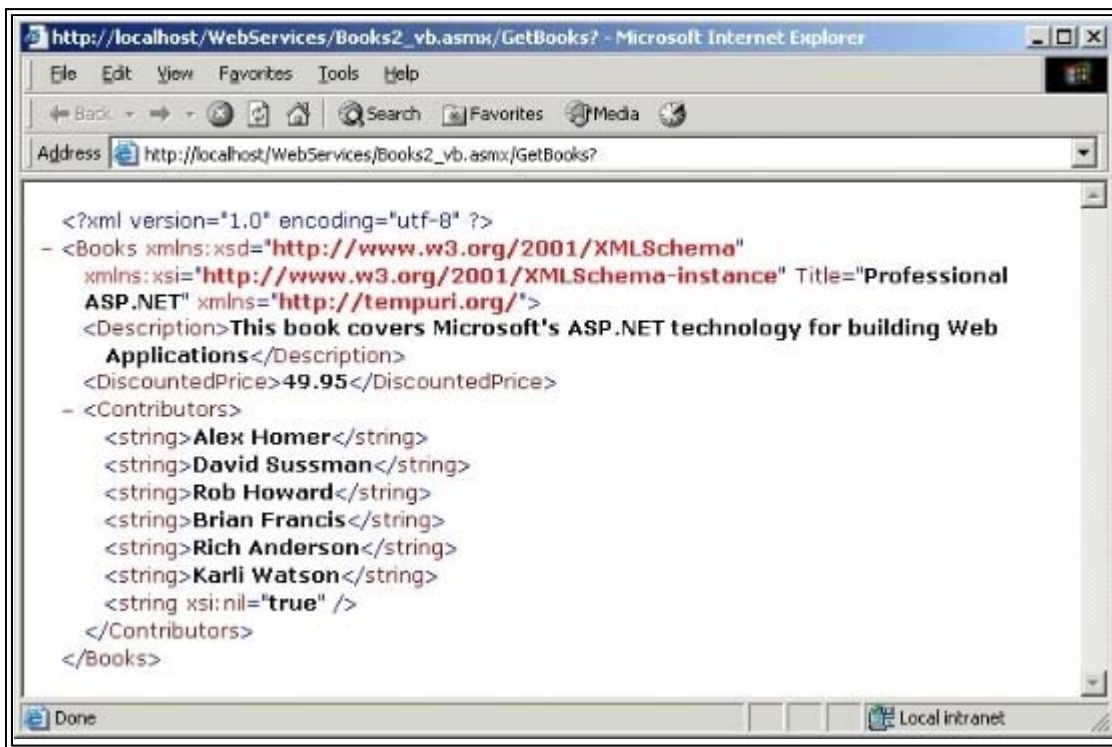 http://localhost/WebServices/Books2_vb.asmx/GetBooks? - Microsoft Internet Explorer
File Edit View Favorites Tools Help
Back Search Favorites Media
Address http://localhost/WebServices/Books2_vb.asmx/GetBooks?
<?xml version="1.0" encoding="utf-8" ?>
- <Books xmlns:xsd="http://www.w3.org/2001/XMLSchema"
xmlns:xsi="http://www.w3.org/2001/XMLSchema-instance" Title="Professional
ASP.NET" xmlns="http://tempuri.org/">
<Description>This book covers Microsoft's ASP.NET technology for building Web
Applications</Description>
<DiscountedPrice>49.95</DiscountedPrice>
- <Contributors>
<string>Alex Homer</string>
<string>David Sussman</string>
<string>Rob Howard</string>
<string>Brian Francis</string>
<string>Rich Anderson</string>
<string>Karli Watson</string>
<string xsi:nil="true" />
</Contributors>
</Books>
Done Local intranet